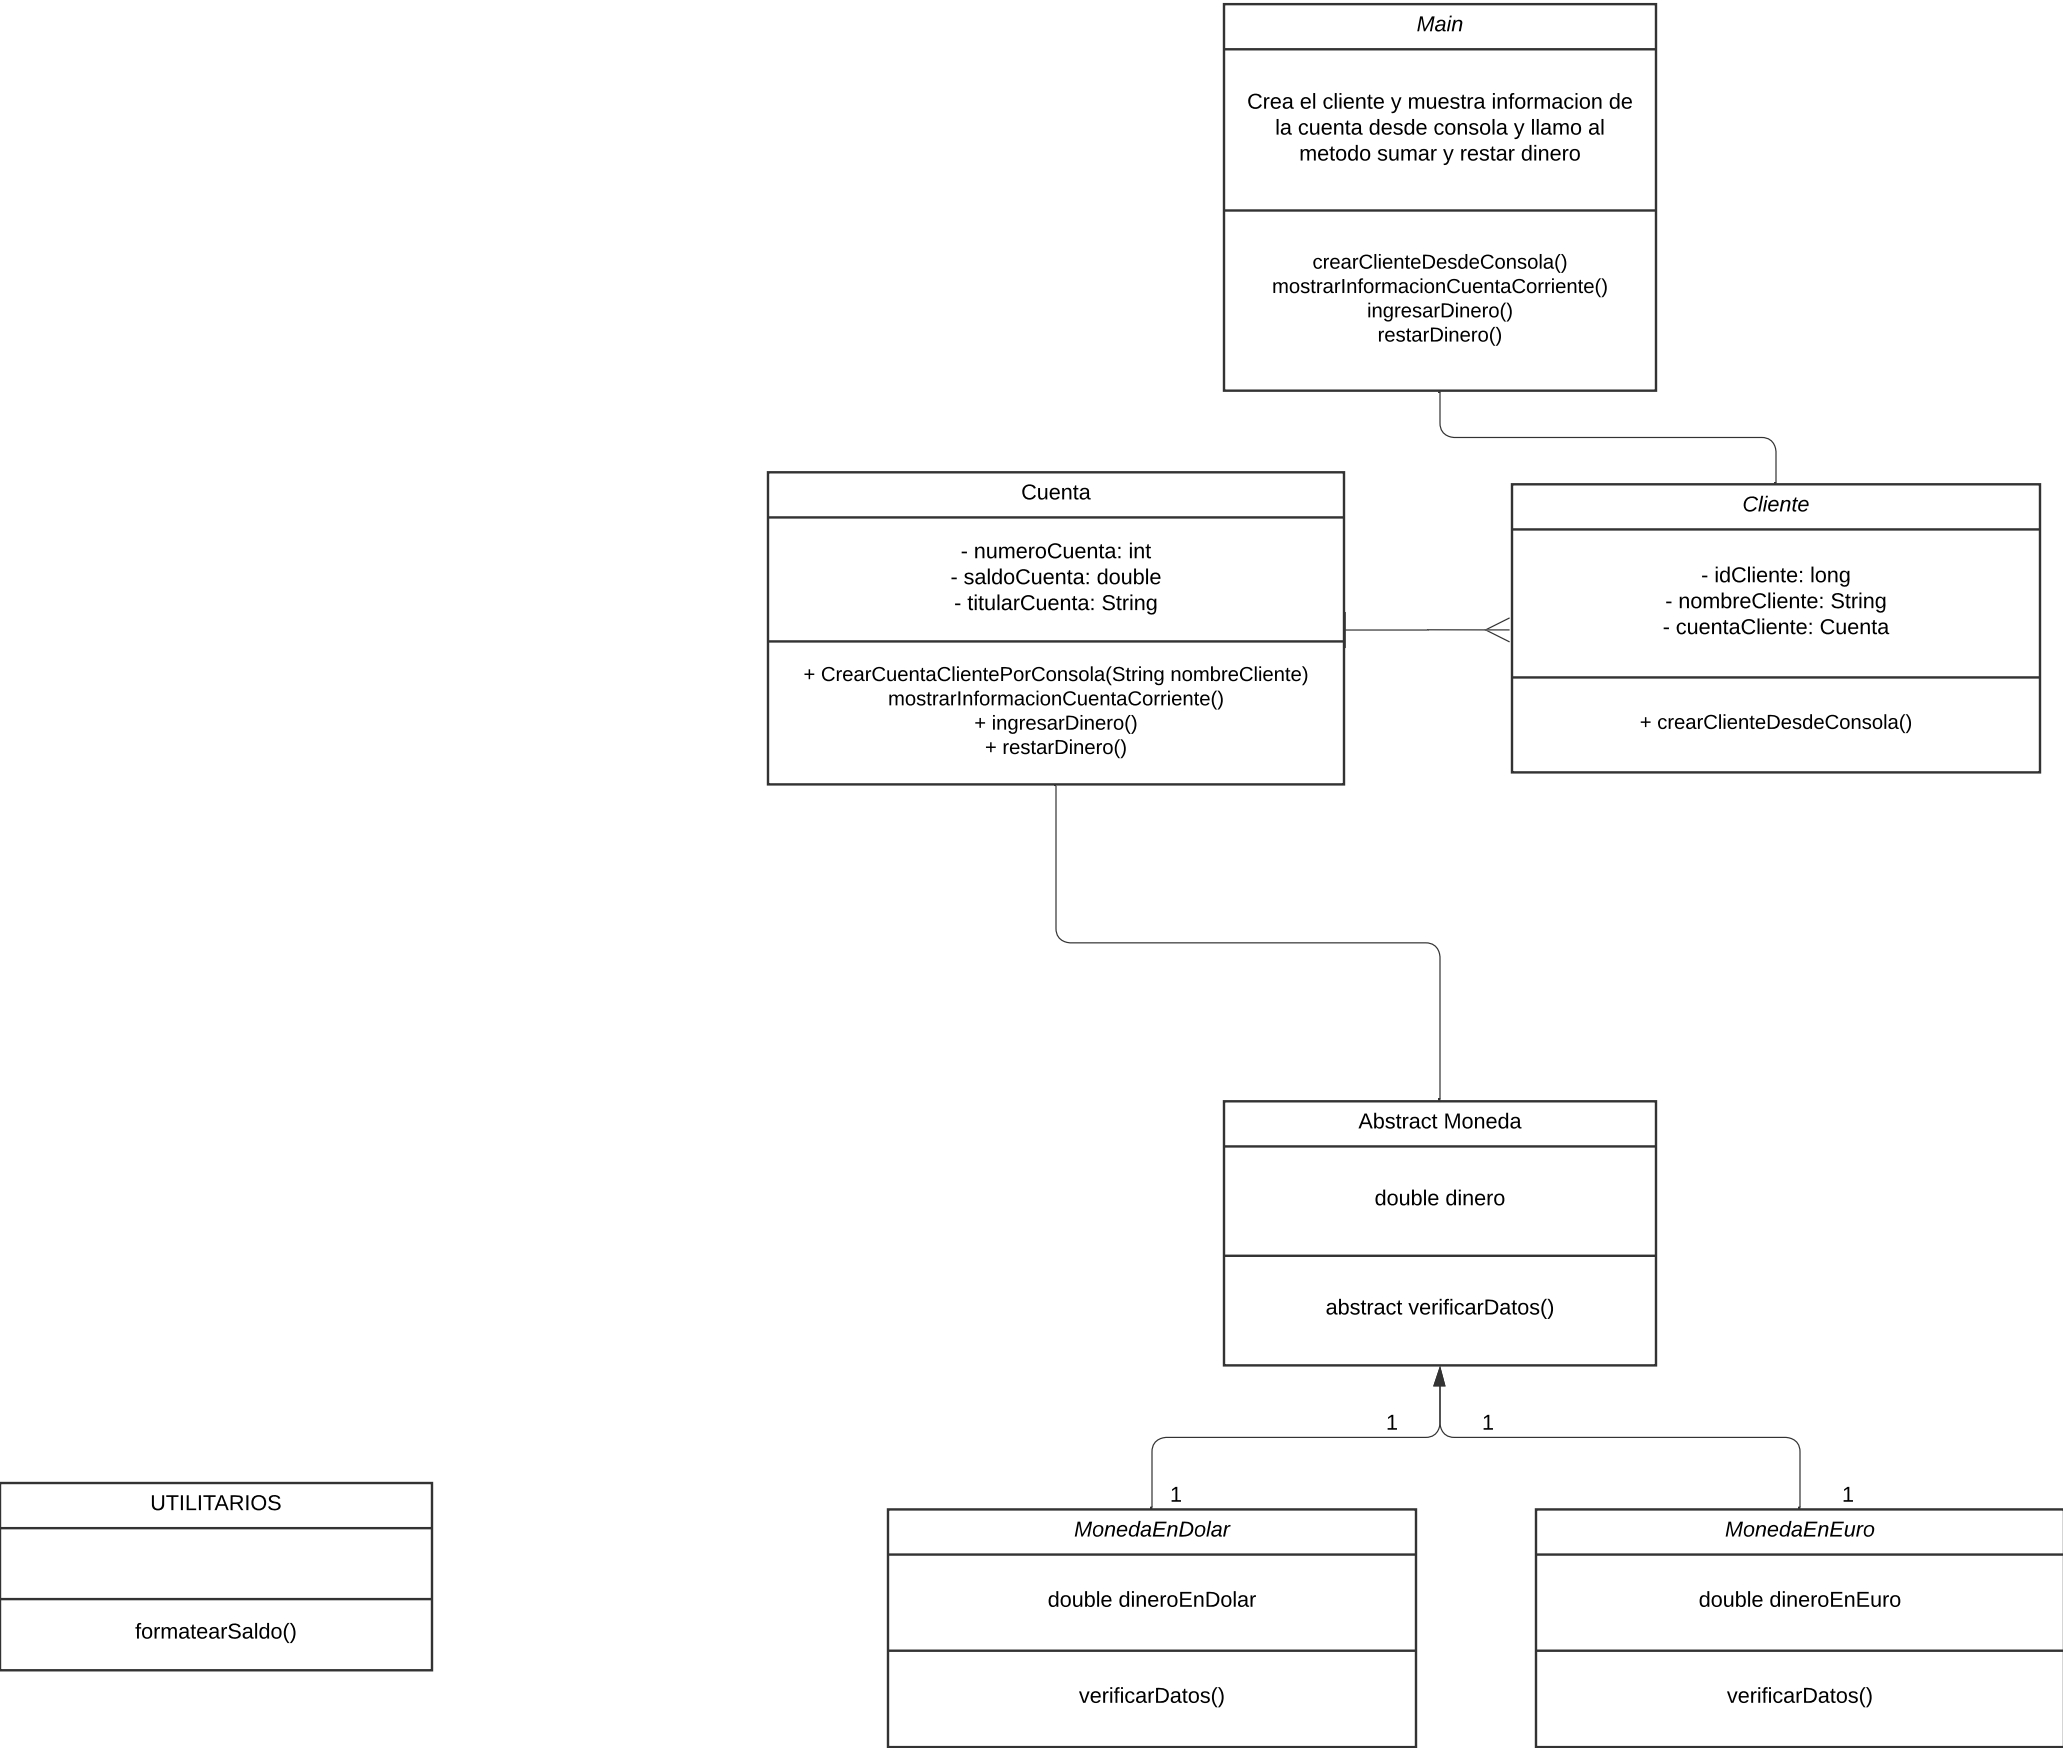 Main
Crea el cliente y muestra informacion de
la cuenta desde consola y llamo al
metodo sumar y restar dinero
crearClienteDesdeConsola()
mostrarInformacionCuentaCorriente()
ingresarDinero()
restarDinero()
Cuenta
- numeroCuenta: int
- saldoCuenta: double
- titularCuenta: String
+ CrearCuentaClientePorConsola(String nombreCliente)
mostrarInformacionCuentaCorriente()
+ ingresarDinero()
+ restarDinero()
Cliente
- idCliente: long
- nombreCliente: String
- cuentaCliente: Cuenta
+ crearClienteDesdeConsola()
Abstract Moneda
double dinero
abstract verificarDatos()
1
1
1
1
UTILITARIOS
formatearSaldo()
MonedaEnDolar
double dineroEnDolar
verificarDatos()
MonedaEnEuro
double dineroEnEuro
verificarDatos()